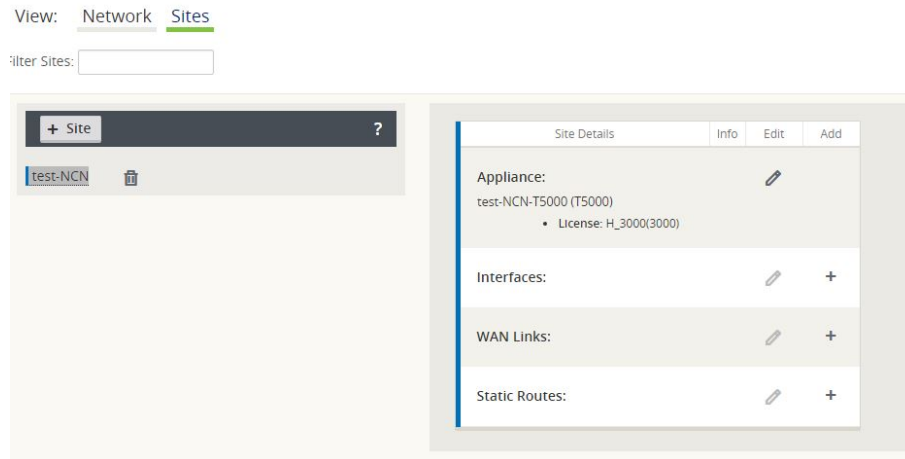 View: Network Sites
Filter Sites:
+ Site ?
test-NCN
Site Details Info Edit Add
Appliance:
test-NCN-T5000 (T5000)
• License: H_3000(3000)
Interfaces: +
WAN Links: +
Static Routes: +